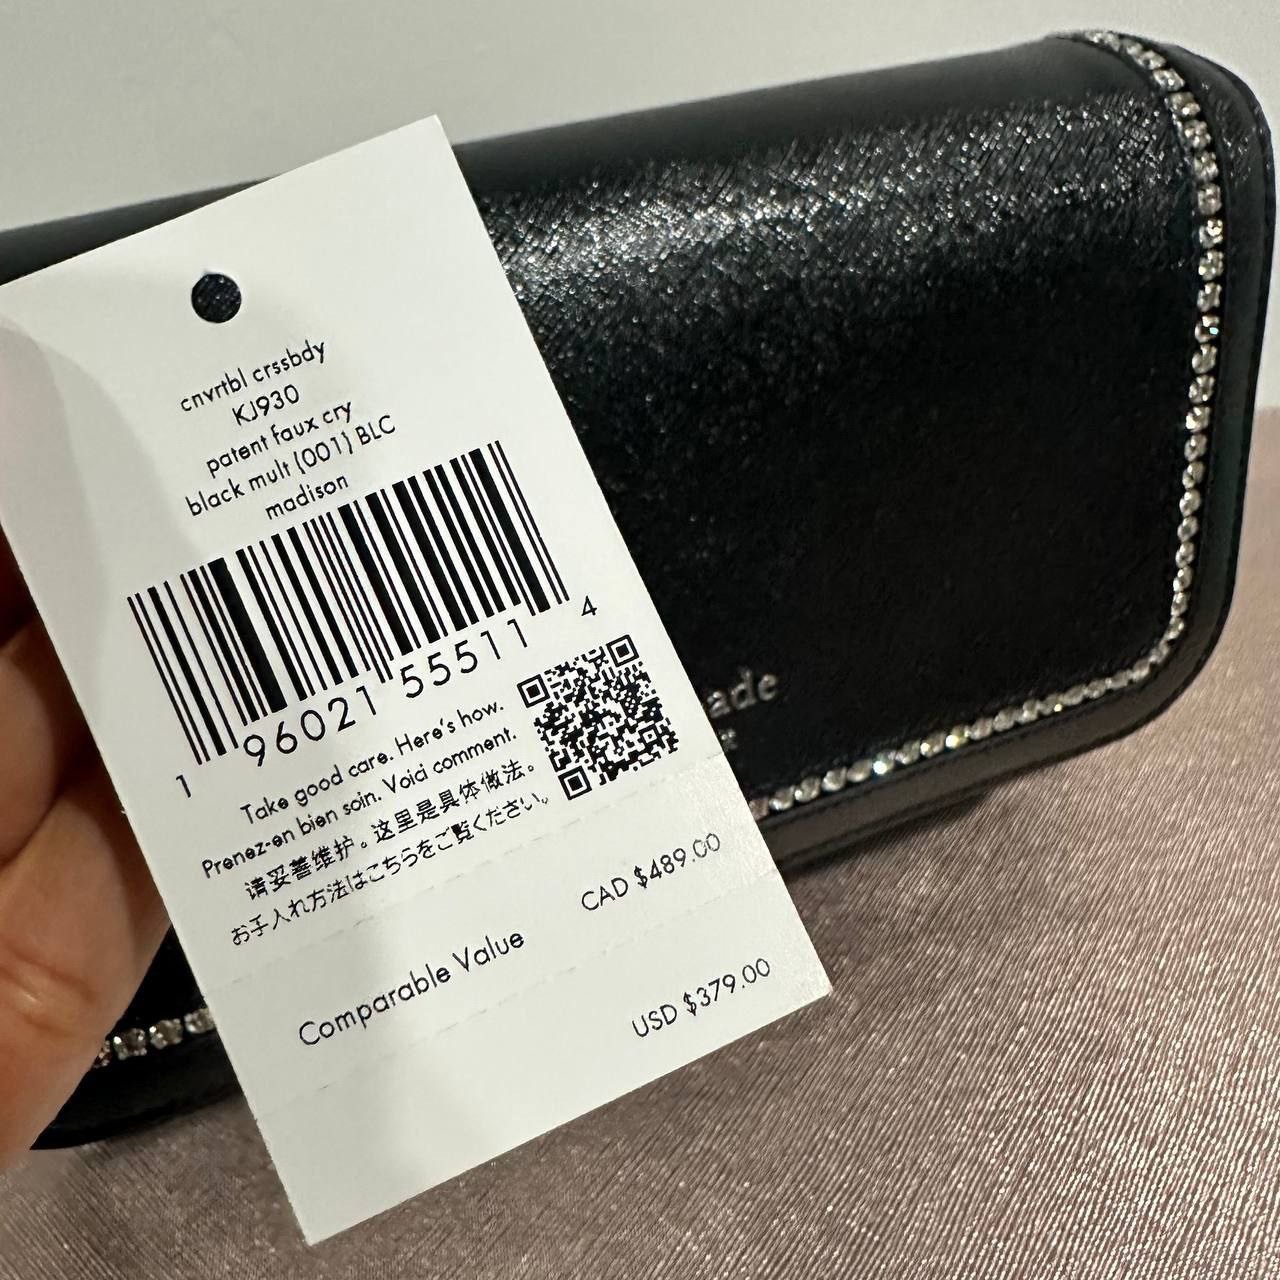 cnvrtbl crssbdy
KJ930
patent faux cry
black mult (001) BLC
madison
1 96021 55511 4
Take good care. Here's how.
Prenez-en bien soin. Voici comment.
请妥善维护。这里是具体做法。
お手入れ方法はこちらをご覧ください。
Comparable Value
CAD $489.00
USD $379.00
ade